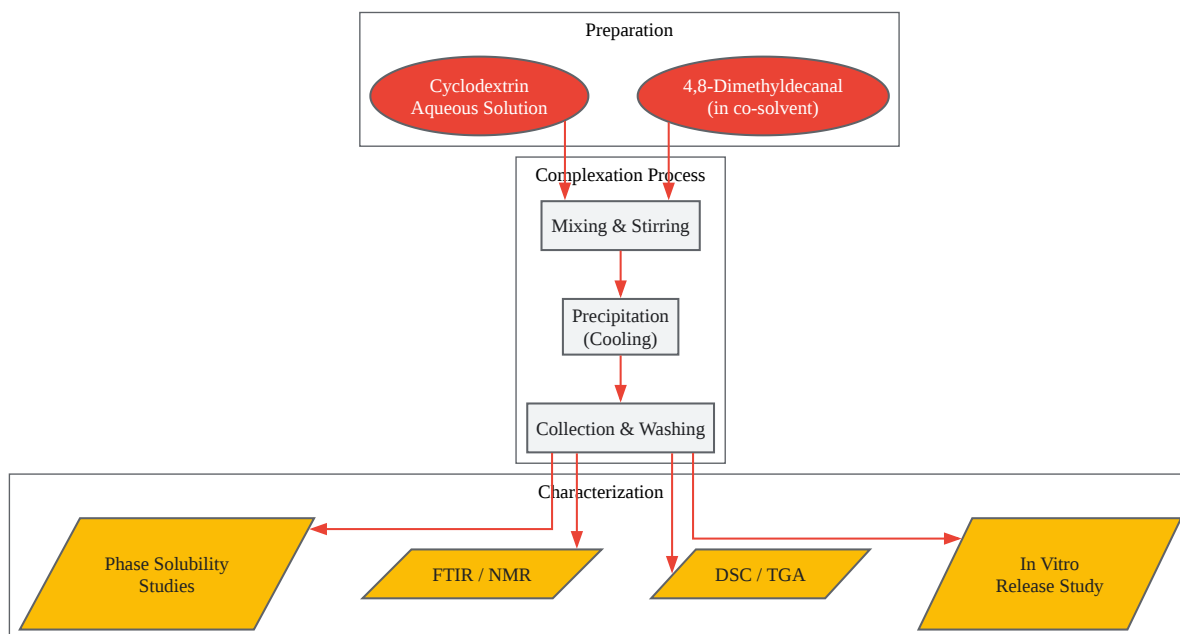 Preparation
Cyclodextrin
Aqueous Solution
4,8-Dimethyldecanal
(in co-solvent)
Complexation Process
Mixing & Stirring
Precipitation
(Cooling)
Collection & Washing
Characterization
Phase Solubility
Studies
FTIR / NMR
DSC / TGA
In Vitro
Release Study